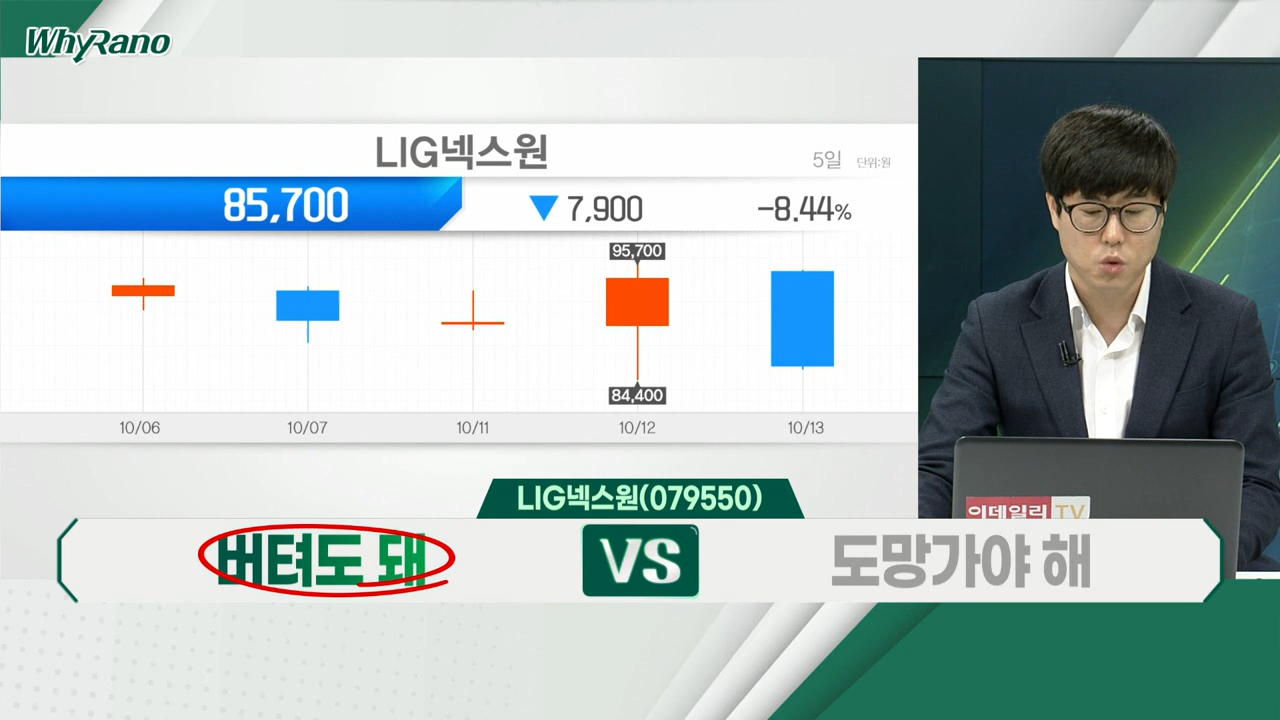 WhyRano
LIG넥스원
5일 단위:원
85,700 ▼ 7,900 -8.44%
95,700
84,400
10/06 10/07 10/11 10/12 10/13
LIG넥스원(079550)
버텨도 돼 VS 도망가야 해
이데일리 TV